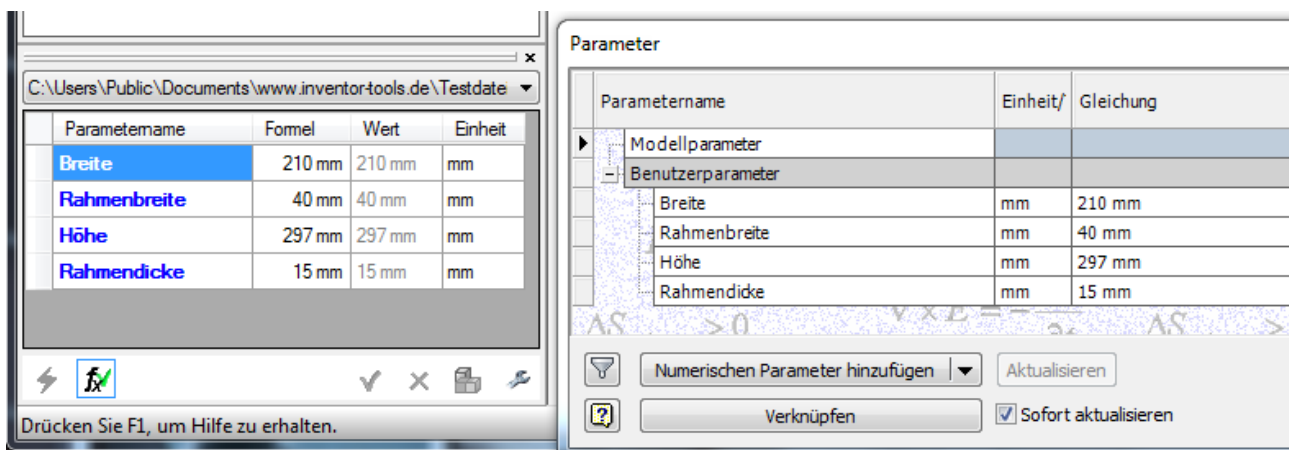 C:\Users\Public\Documents\www.inventor-tools.de\Testdate
Parametername Formel Wert Einheit
Breite 210 mm 210 mm mm
Rahmenbreite 40 mm 40 mm mm
Höhe 297 mm 297 mm mm
Rahmendicke 15 mm 15 mm mm
Drücken Sie F1, um Hilfe zu erhalten.
Parameter
Parametername Einheit/ Gleichung
Modellparameter
Benutzerparameter
Breite mm 210 mm
Rahmenbreite mm 40 mm
Höhe mm 297 mm
Rahmendicke mm 15 mm
ΔS > 0 ∇ × E = − ΔS >
Numerischen Parameter hinzufügen Aktualisieren
Verknüpfen Sofort aktualisieren